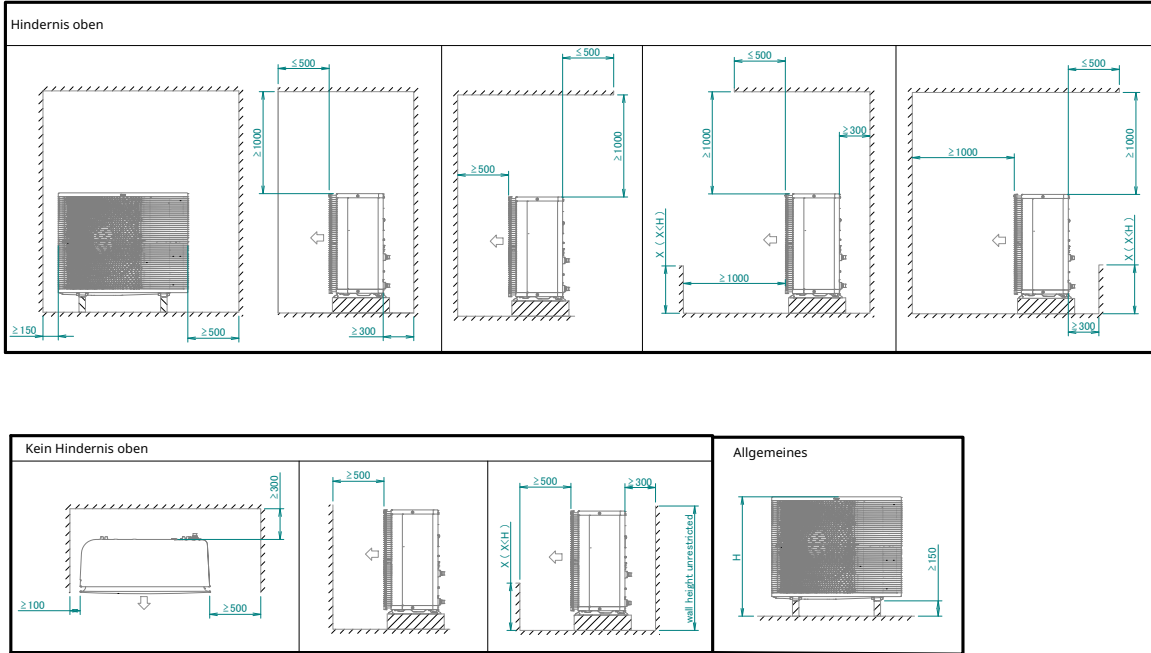 Hindernis oben
≥150
≥500
≤500
≥1000
≥300
≤500
≥1000
≥500
≤500
≥1000
≥300
X ( X<H )
≥1000
≤500
≥1000
≥1000
X ( X<H )
≥300
Kein Hindernis oben
≥300
≥100
≥500
≥500
≥500
≥300
X ( X<H )
wall height unrestricted
Allgemeines
H
≥150